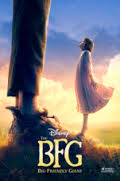 Disney
THE
BFG
BIG FRIENDLY GIANT